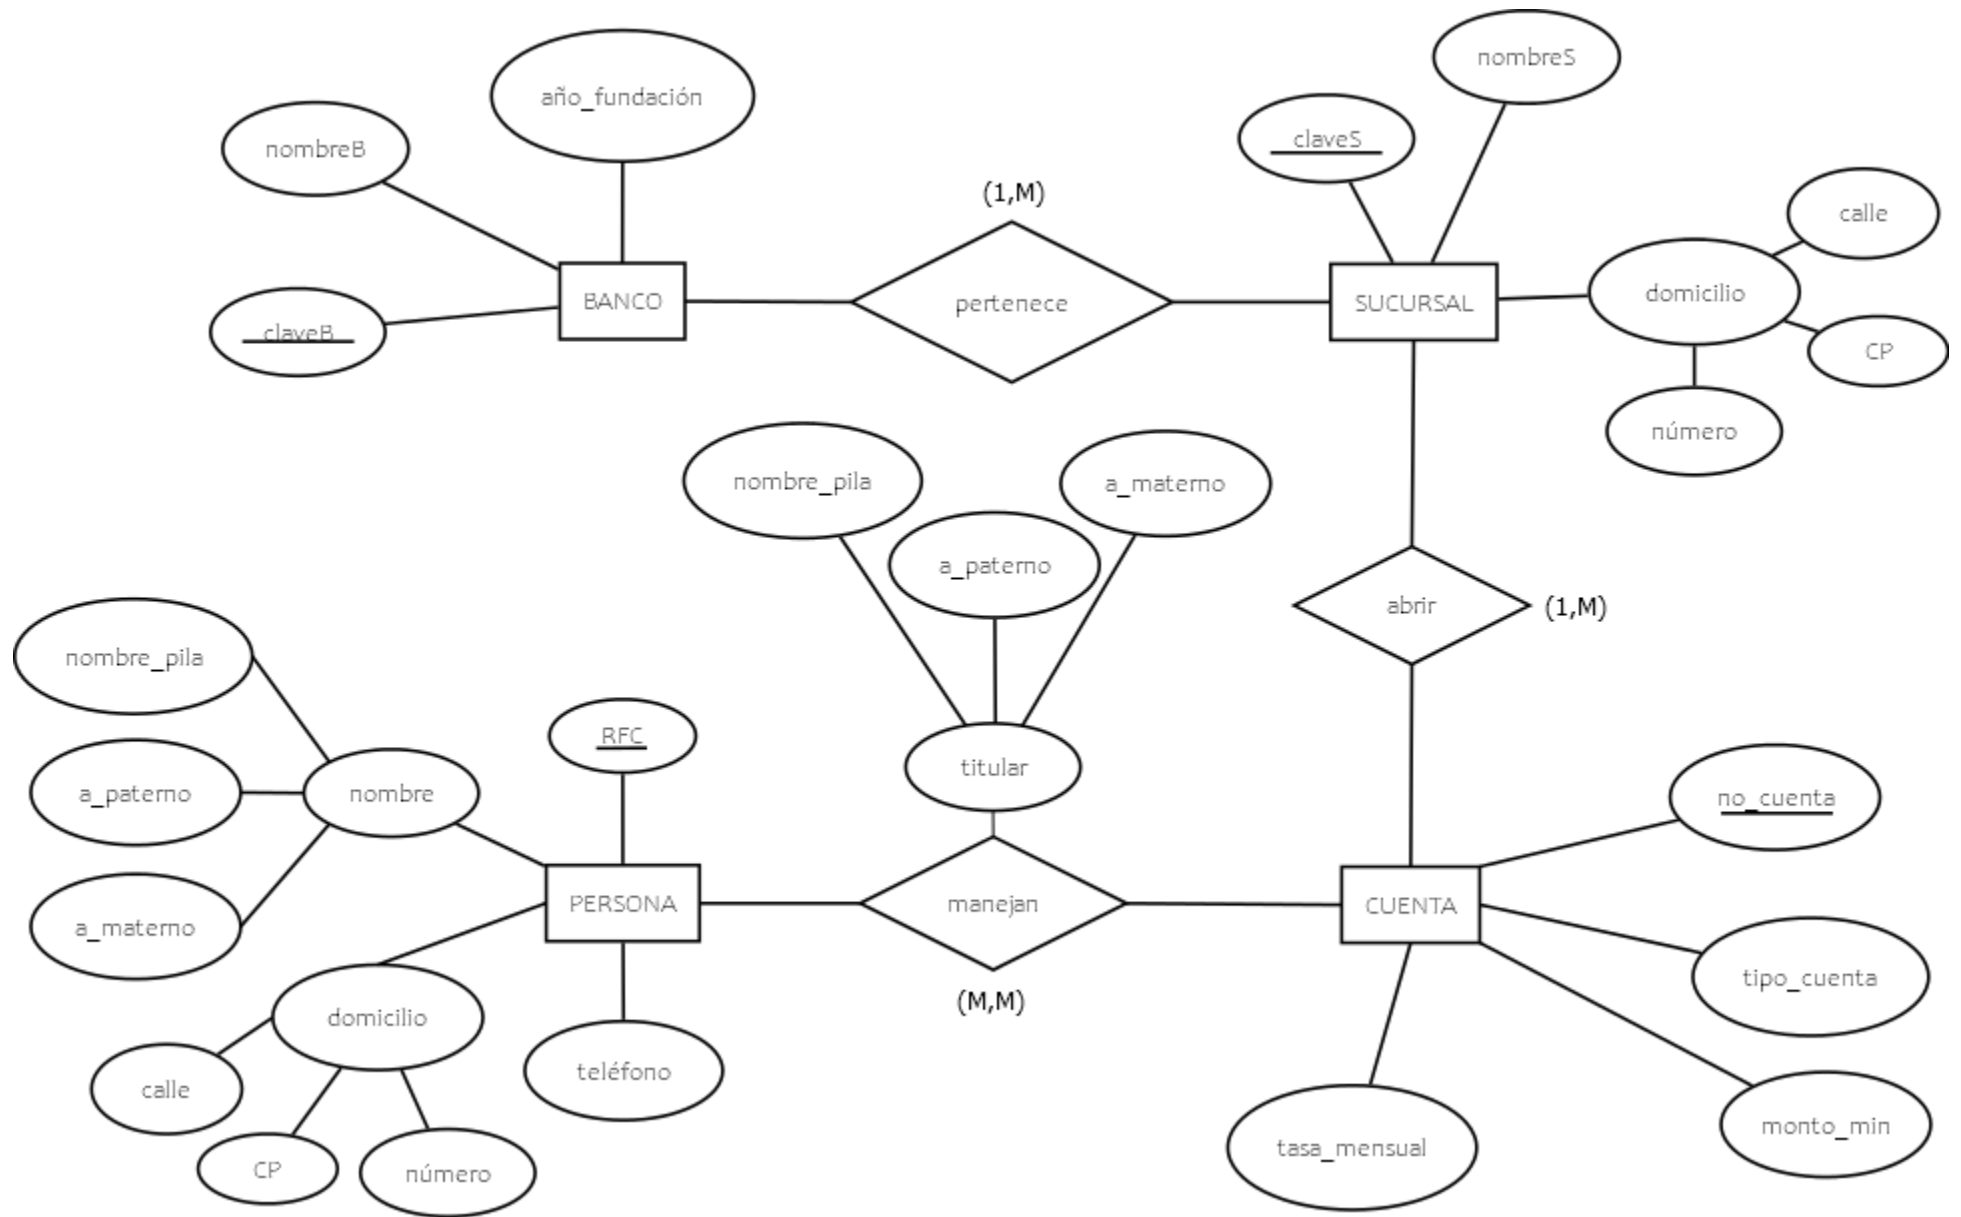 nombreS
año_fundación
claveS
nombreB
(1,M)
calle
domicilio
BANCO
pertenece
SUCURSAL
claveB
CP
número
nombre_pila
a_materno
a_paterno
abrir
(1,M)
nombre_pila
RFC
titular
a_paterno
nombre
no_cuenta
PERSONA
manejan
CUENTA
a_materno
tipo_cuenta
(M,M)
domicilio
teléfono
calle
monto_min
tasa_mensual
CP
número